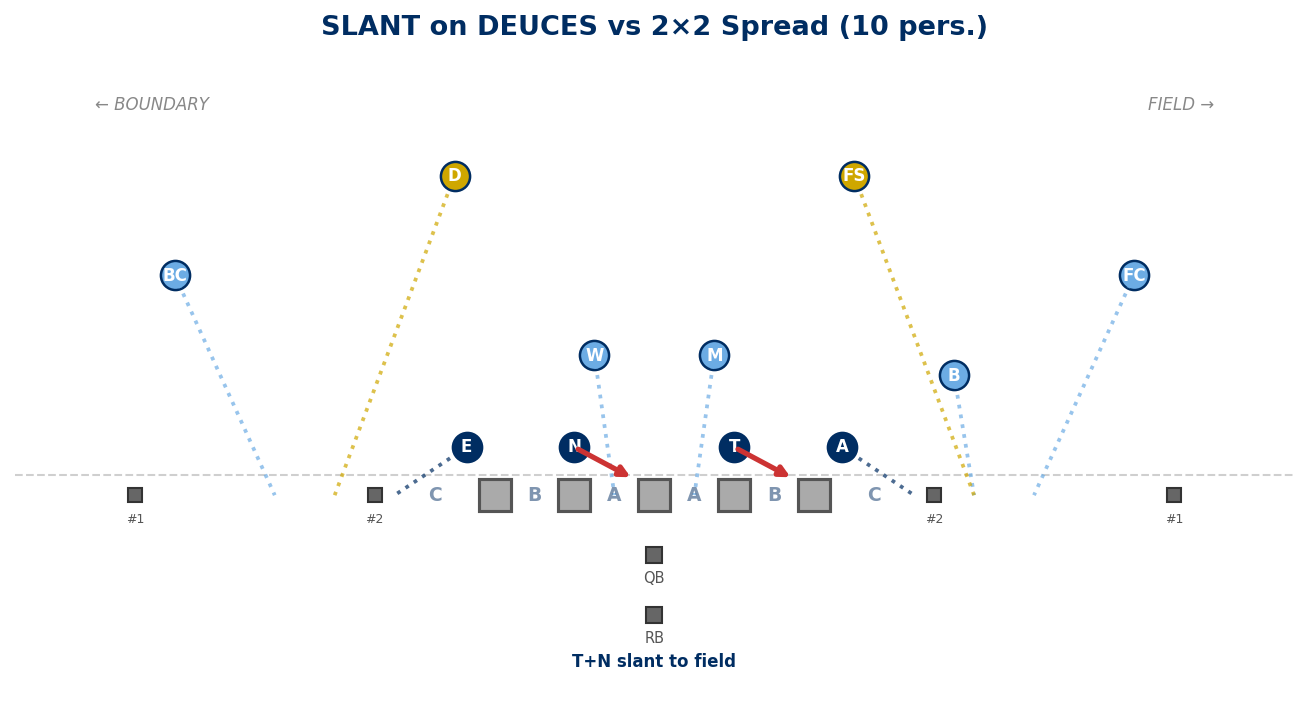 SLANT on DEUCES vs 2×2 Spread (10 pers.)
← BOUNDARY
FIELD →
D
FS
BC
FC
W
M
B
E
N
T
A
C
B
A
A
B
C
#1
#2
#2
#1
QB
RB
T+N slant to field